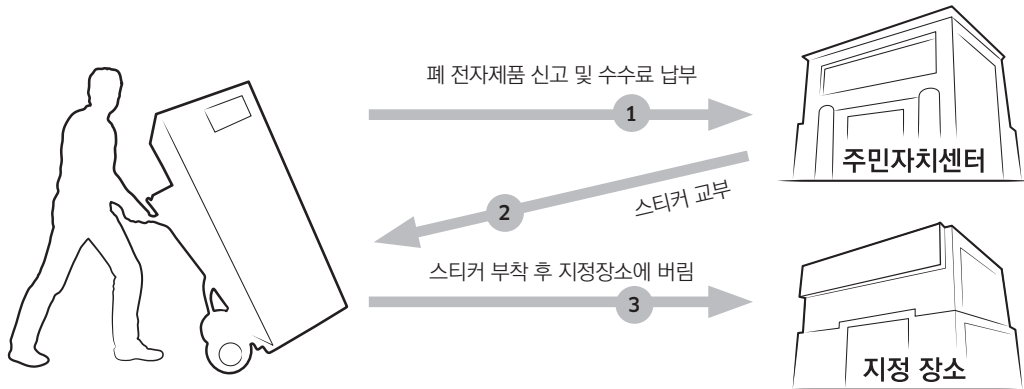 폐 전자제품 신고 및 수수료 납부
1
주민자치센터
2
스티커 교부
스티커 부착 후 지정장소에 버림
3
지정 장소